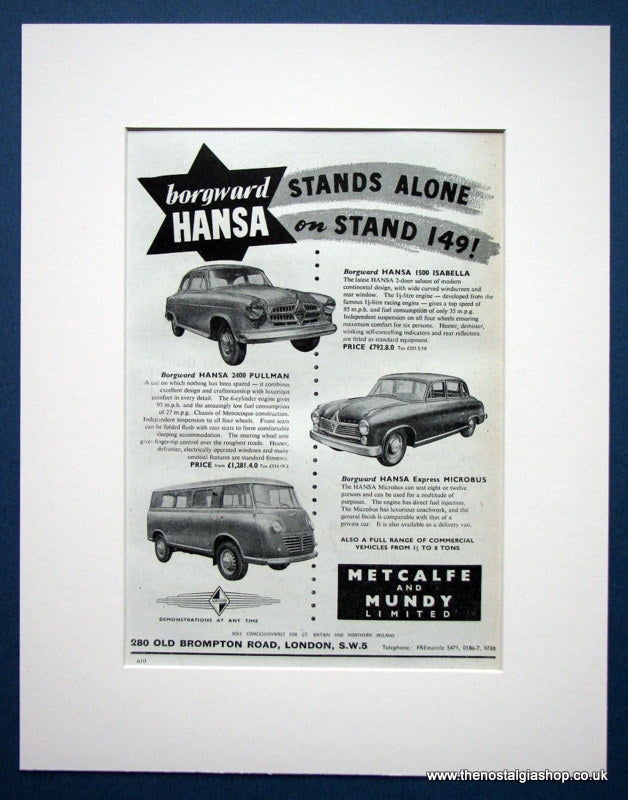 borgward
HANSA
STANDS ALONE
on STAND 149!
Borgward HANSA 1500 ISABELLA
The latest HANSA 2-door saloon of modern
continental design, with wide curved windscreen and
rear window. The 1½-litre engine — developed from the
famous 1½-litre racing engine — gives a top speed of
85 m.p.h. and fuel consumption of only 35 m.p.g.
Independent suspension on all four wheels ensuring
maximum comfort for six persons. Heater, demister,
winking self-cancelling indicators and rear reflectors
are fitted as standard equipment.
PRICE £792.8.0 Tax
Borgward HANSA 2400 PULLMAN
A car on which nothing has been spared — it combines
excellent design and craftsmanship with luxurious
comfort in every detail. The 6-cylinder engine gives
95 m.p.h. and the amazingly low fuel consumption
of 27 m.p.g. Chassis of Monocoque construction.
Independent suspension to all four wheels. Front seats
can be folded flush with rear seats to form comfortable
sleeping accommodation. The steering wheel unit
gives finger-tip control over the roughest roads. Heater,
defroster, electrically operated windows and many
unusual features are standard fitments.
PRICE from £1,281.4.0 Tax
Borgward HANSA Express MICROBUS
The HANSA Microbus can seat eight or twelve
persons and can be used for a multitude of
purposes. The engine has direct fuel injection.
The Microbus has luxurious coachwork, and the
general finish is comparable with that of a
private car. It is also available as a delivery van.
ALSO A FULL RANGE OF COMMERCIAL
VEHICLES FROM 1½ TO 6 TONS
DEMONSTRATIONS AT ANY TIME
METCALFE
AND
MUNDY
LIMITED
SOLE CONCESSIONAIRES FOR GT. BRITAIN AND NORTHERN IRELAND
280 OLD BROMPTON ROAD, LONDON, S.W.5 Telephone: FREmantle 5471, 0186-7, 9788
a10
www.thenostalgiashop.co.uk